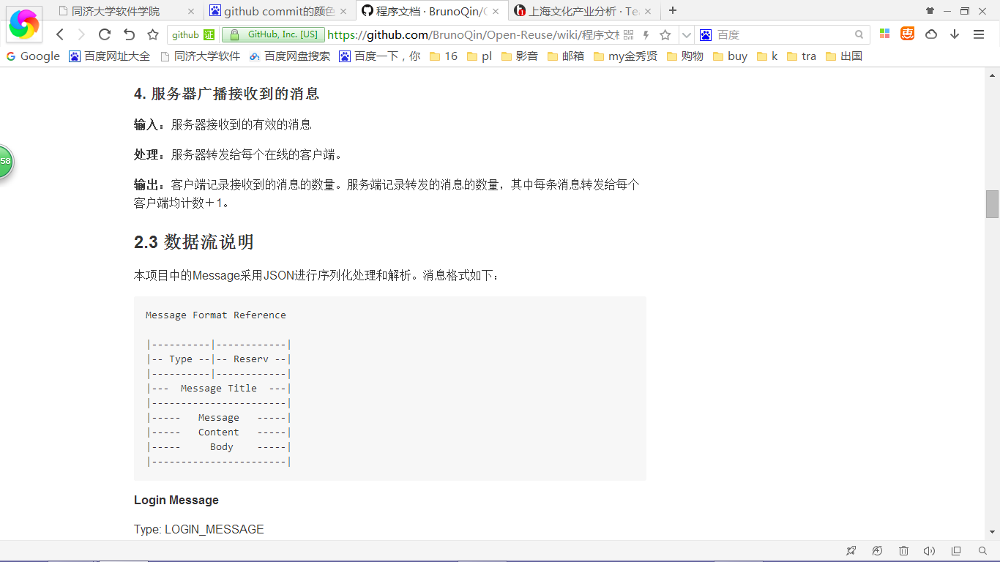 同济大学软件学院
github commit的颜色
程序文档 · BrunoQin/
上海文化产业分析 · Te
github 证
GitHub, Inc. [US]
https://github.com/BrunoQin/Open-Reuse/wiki/程序文档
百度
Google
百度网址大全
同济大学软件
百度网盘搜索
百度一下，你
16
pl
影音
邮箱
my金秀贤
购物
buy
k
tra
出国
惠
58
4. 服务器广播接收到的消息
输入：服务器接收到的有效的消息
处理：服务器转发给每个在线的客户端。
输出：客户端记录接收到的消息的数量。服务端记录转发的消息的数量，其中每条消息转发给每个
客户端均计数＋1。
2.3 数据流说明
本项目中的Message采用JSON进行序列化处理和解析。消息格式如下：
Message Format Reference
|----------|------------|
|-- Type --|-- Reserv --|
|----------|------------|
|---  Message Title  ---|
|-----------------------|
|-----   Message   -----|
|-----   Content   -----|
|-----     Body    -----|
|-----------------------|
Login Message
Type: LOGIN_MESSAGE